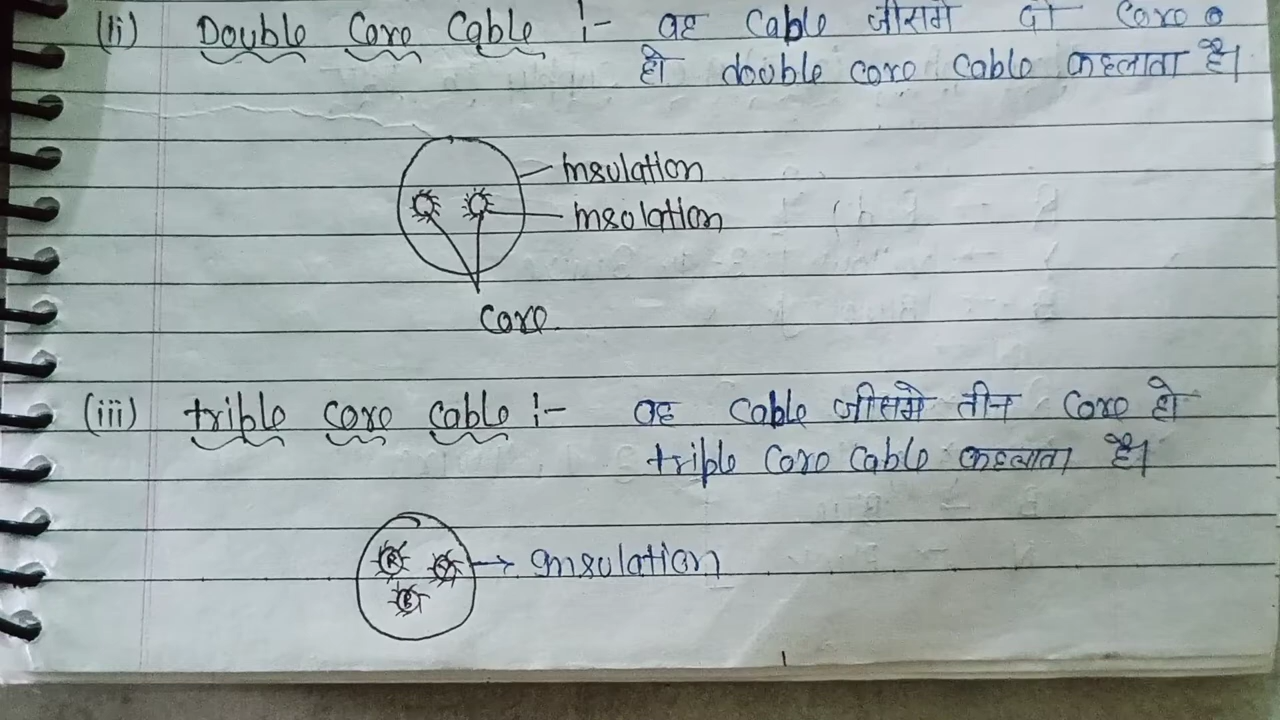 (ii) Double Core Cable :- वह Cable जीसमे दो Core
हो double core cable कहलाता है।
Insulation
Insolation
Core
(iii) trible core cable :- वह Cable जीसमे तीन Core हो
trible Core Cable कहलाता है।
R
Y
B
Insulation